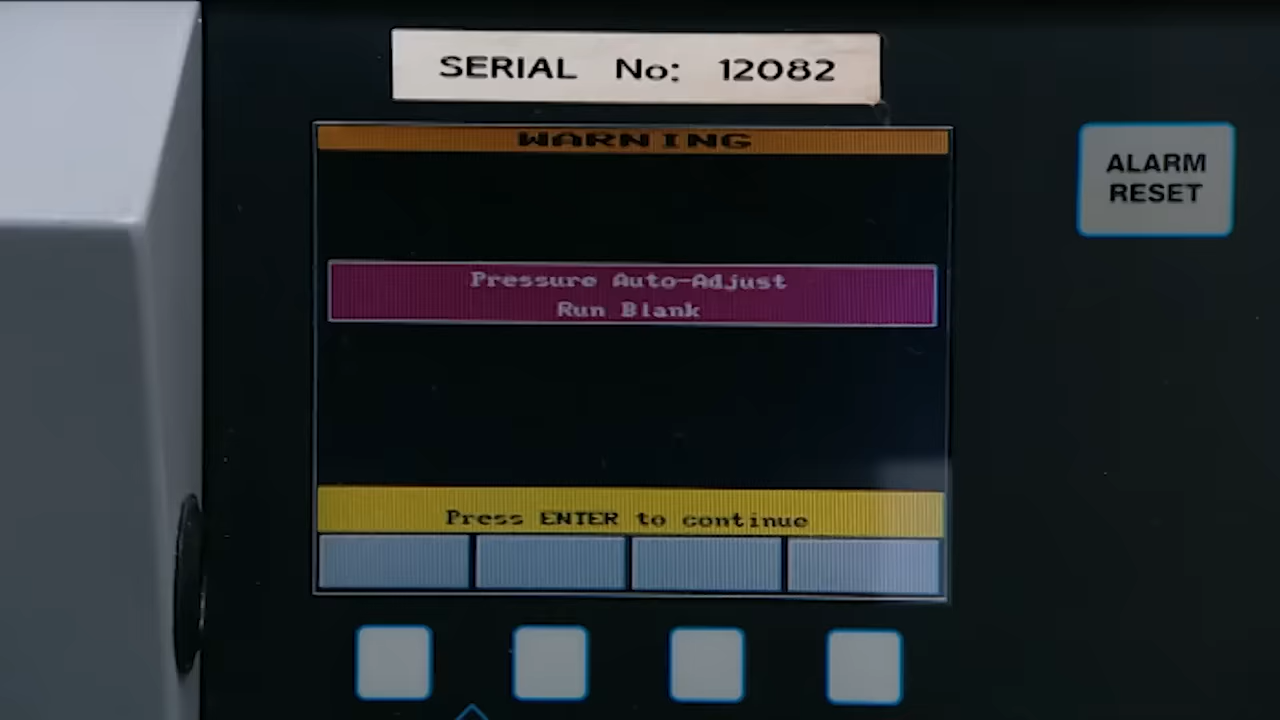 SERIAL No: 12082
WARNING
ALARM
RESET
Pressure Auto-Adjust
Run Blank
Press ENTER to continue